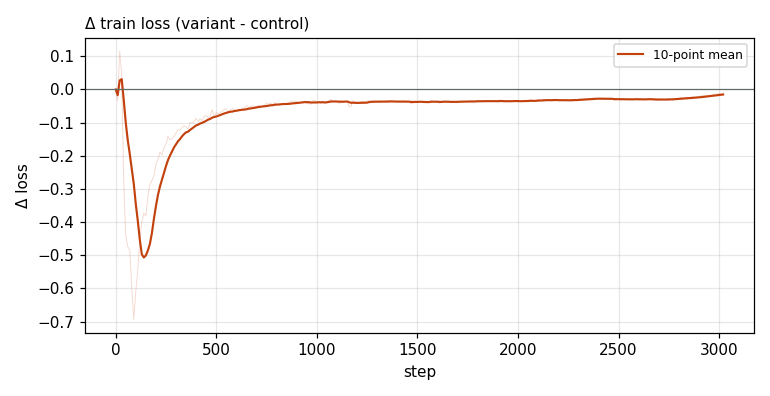 Δ train loss (variant - control)
10-point mean
0.1
0.0
−0.1
−0.2
−0.3
−0.4
−0.5
−0.6
−0.7
Δ loss
0 500 1000 1500 2000 2500 3000
step